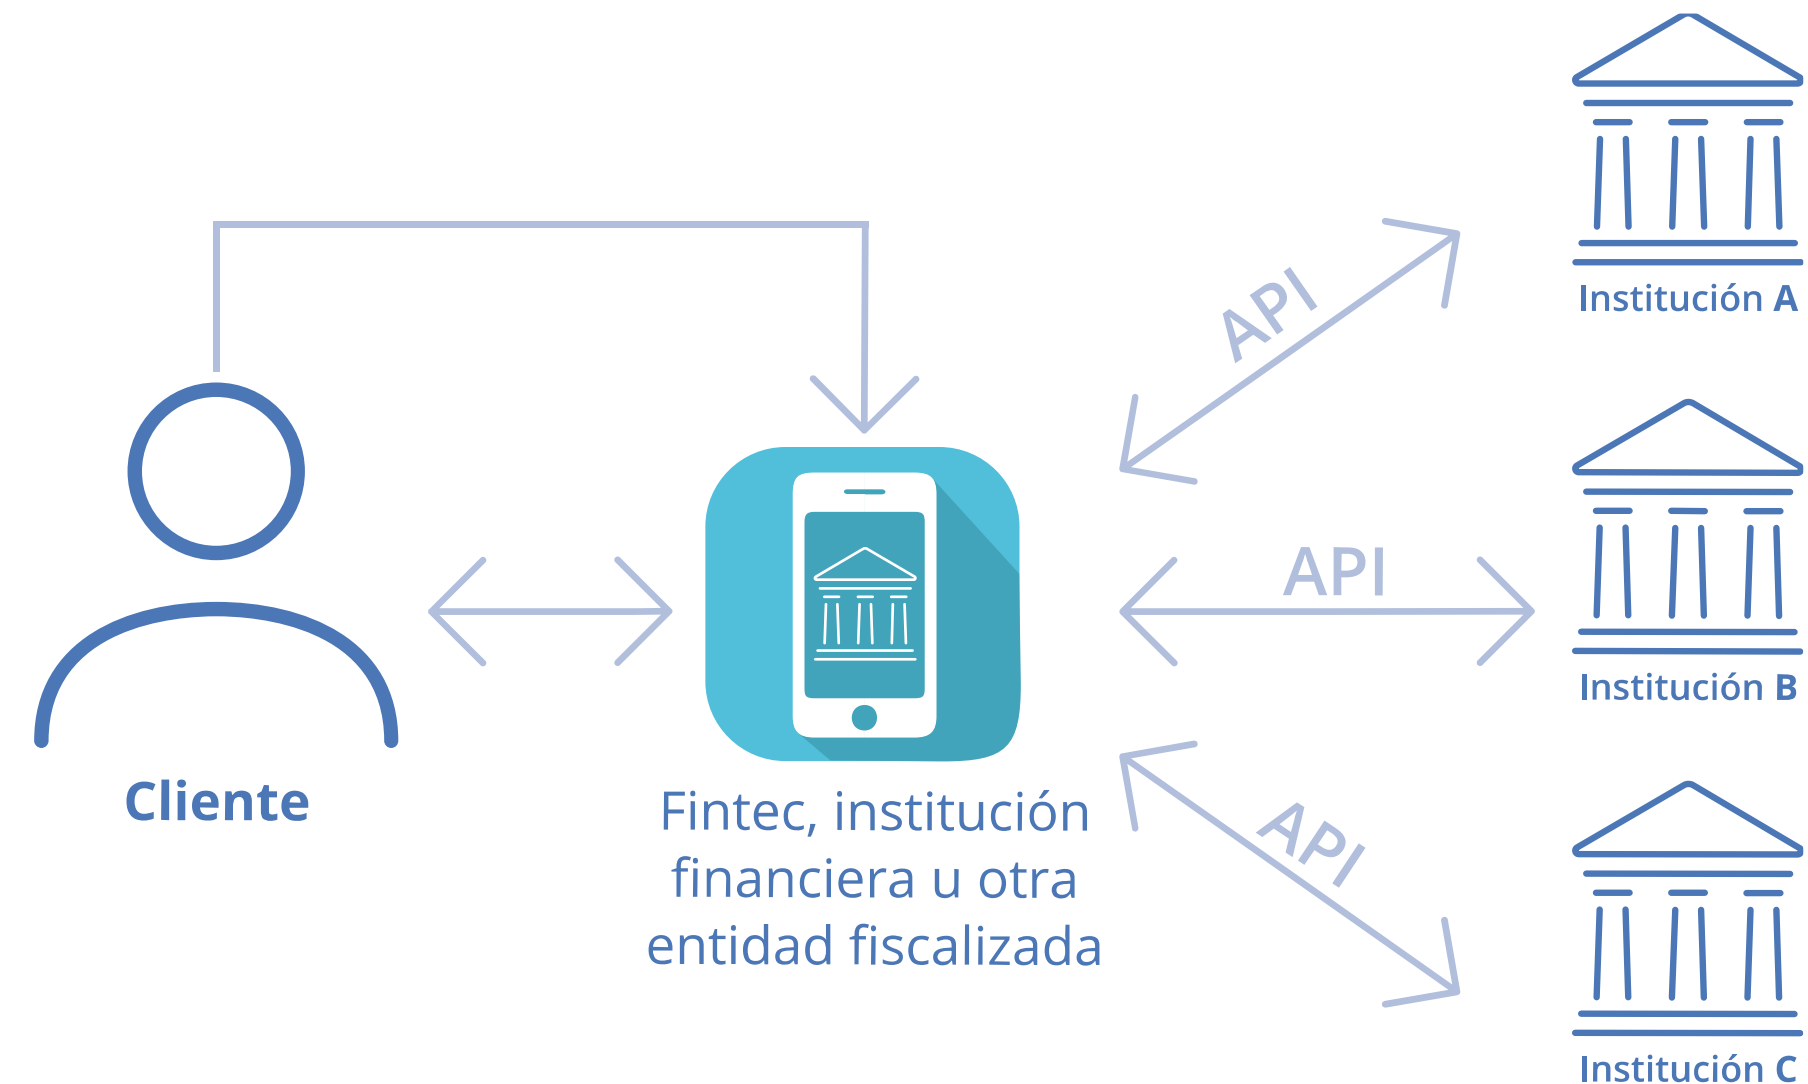 API
Institución A
API
Institución B
Cliente
Fintec, institución
financiera u otra
entidad fiscalizada
API
Institución C